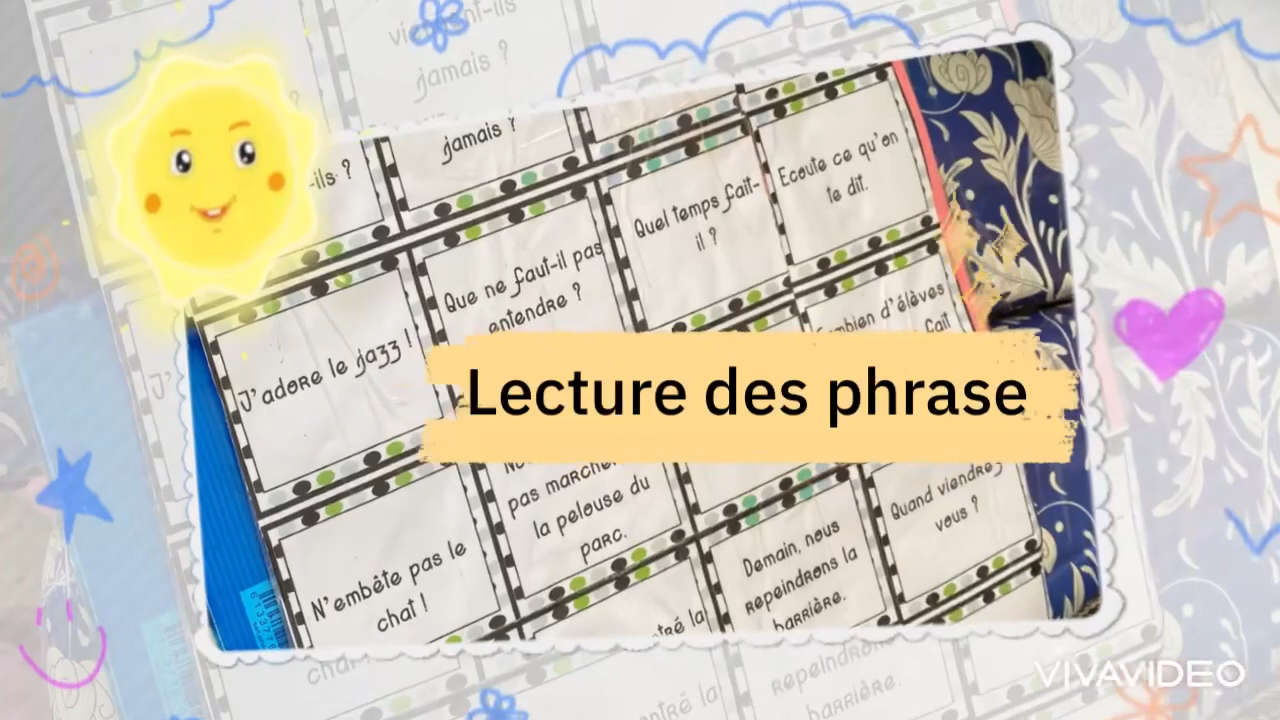 jamais ?
-ils ?
Ecoute ce qu'on
te dit.
Quel temps fait-
il ?
Que ne faut-il pas
entendre ?
J'adore le jazz !
d'élèves
fait
Lecture des phrase
pas marcher
la pelouse du
parc.
Quand viendrez
vous ?
Demain, nous
repeindrons la
barrière.
N'embête pas le
chat !
la
VIVAVIDEO